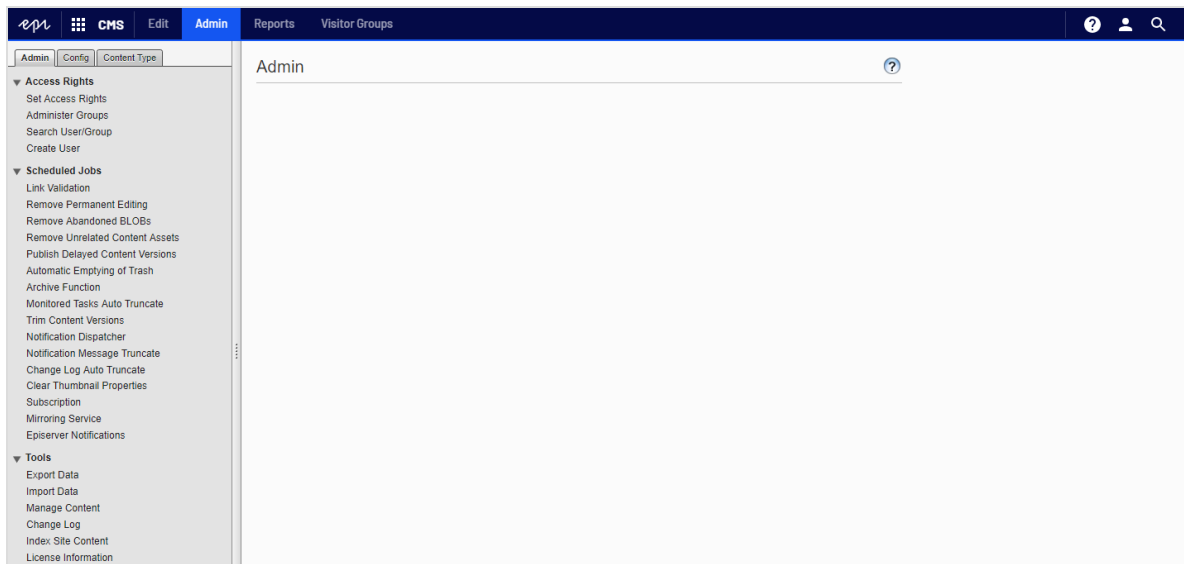 epi CMS Edit Admin Reports Visitor Groups ?
Admin Config Content Type
Access Rights
Set Access Rights
Administer Groups
Search User/Group
Create User
Scheduled Jobs
Link Validation
Remove Permanent Editing
Remove Abandoned BLOBs
Remove Unrelated Content Assets
Publish Delayed Content Versions
Automatic Emptying of Trash
Archive Function
Monitored Tasks Auto Truncate
Trim Content Versions
Notification Dispatcher
Notification Message Truncate
Change Log Auto Truncate
Clear Thumbnail Properties
Subscription
Mirroring Service
Episerver Notifications
Tools
Export Data
Import Data
Manage Content
Change Log
Index Site Content
License Information
Admin ?